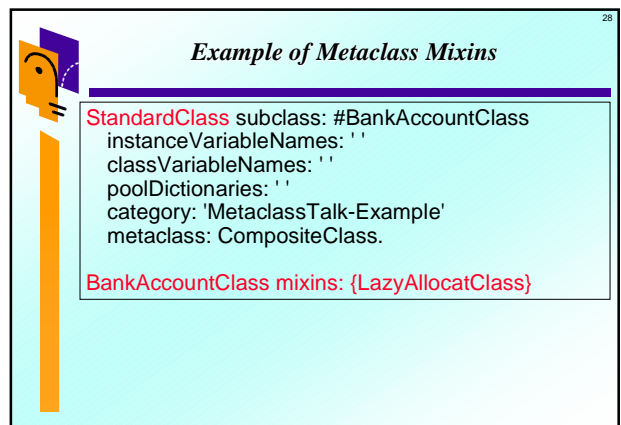 28
Example of Metaclass Mixins
StandardClass subclass: #BankAccountClass
instanceVariableNames: ' '
classVariableNames: ' '
poolDictionaries: ' '
category: 'MetaclassTalk-Example'
metaclass: CompositeClass.
BankAccountClass mixins: {LazyAllocatClass}